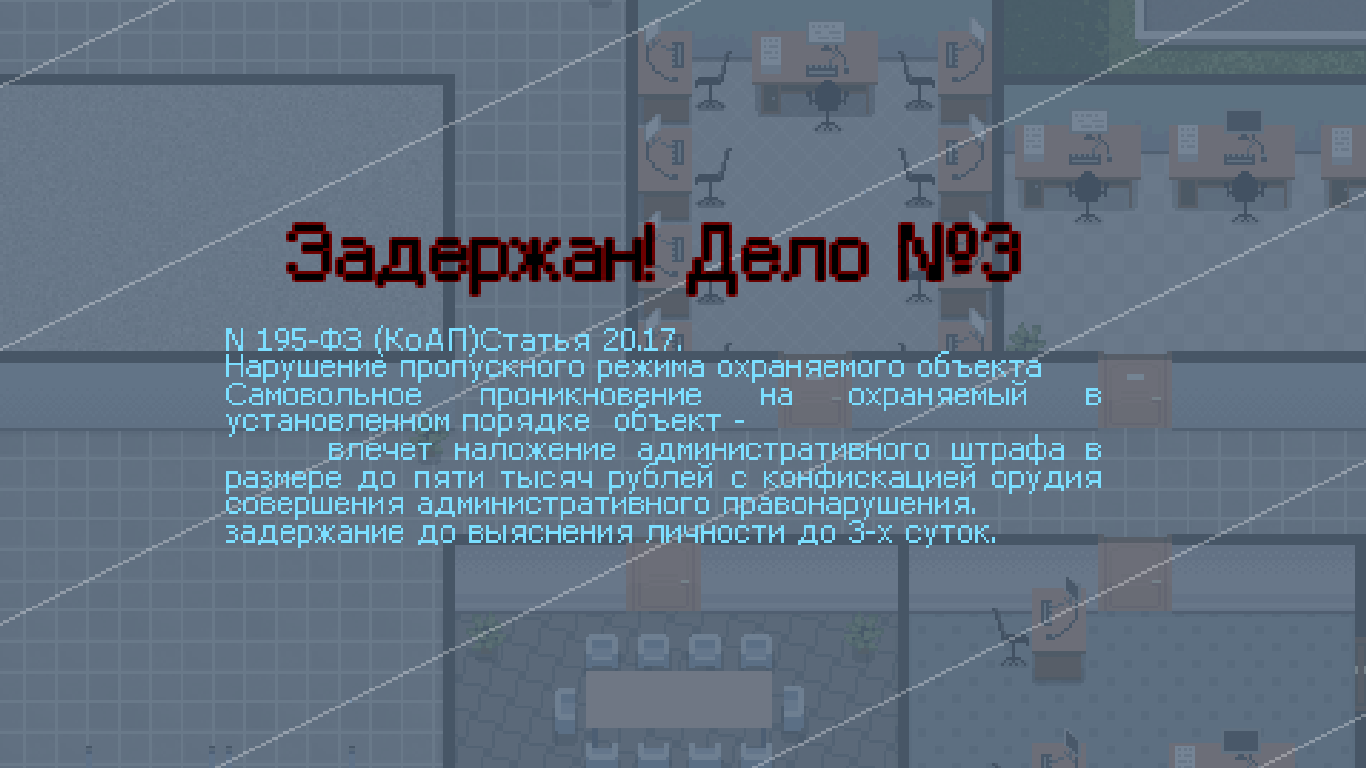 Задержан! Дело №3
N 195-ФЗ (КоАП)Статья 20.17.
Нарушение пропускного режима охраняемого объекта
Самовольное проникновение на охраняемый в
установленном порядке объект -
влечет наложение административного штрафа в
размере до пяти тысяч рублей с конфискацией орудия
совершения административного правонарушения.
задержание до выяснения личности до 3-х суток.